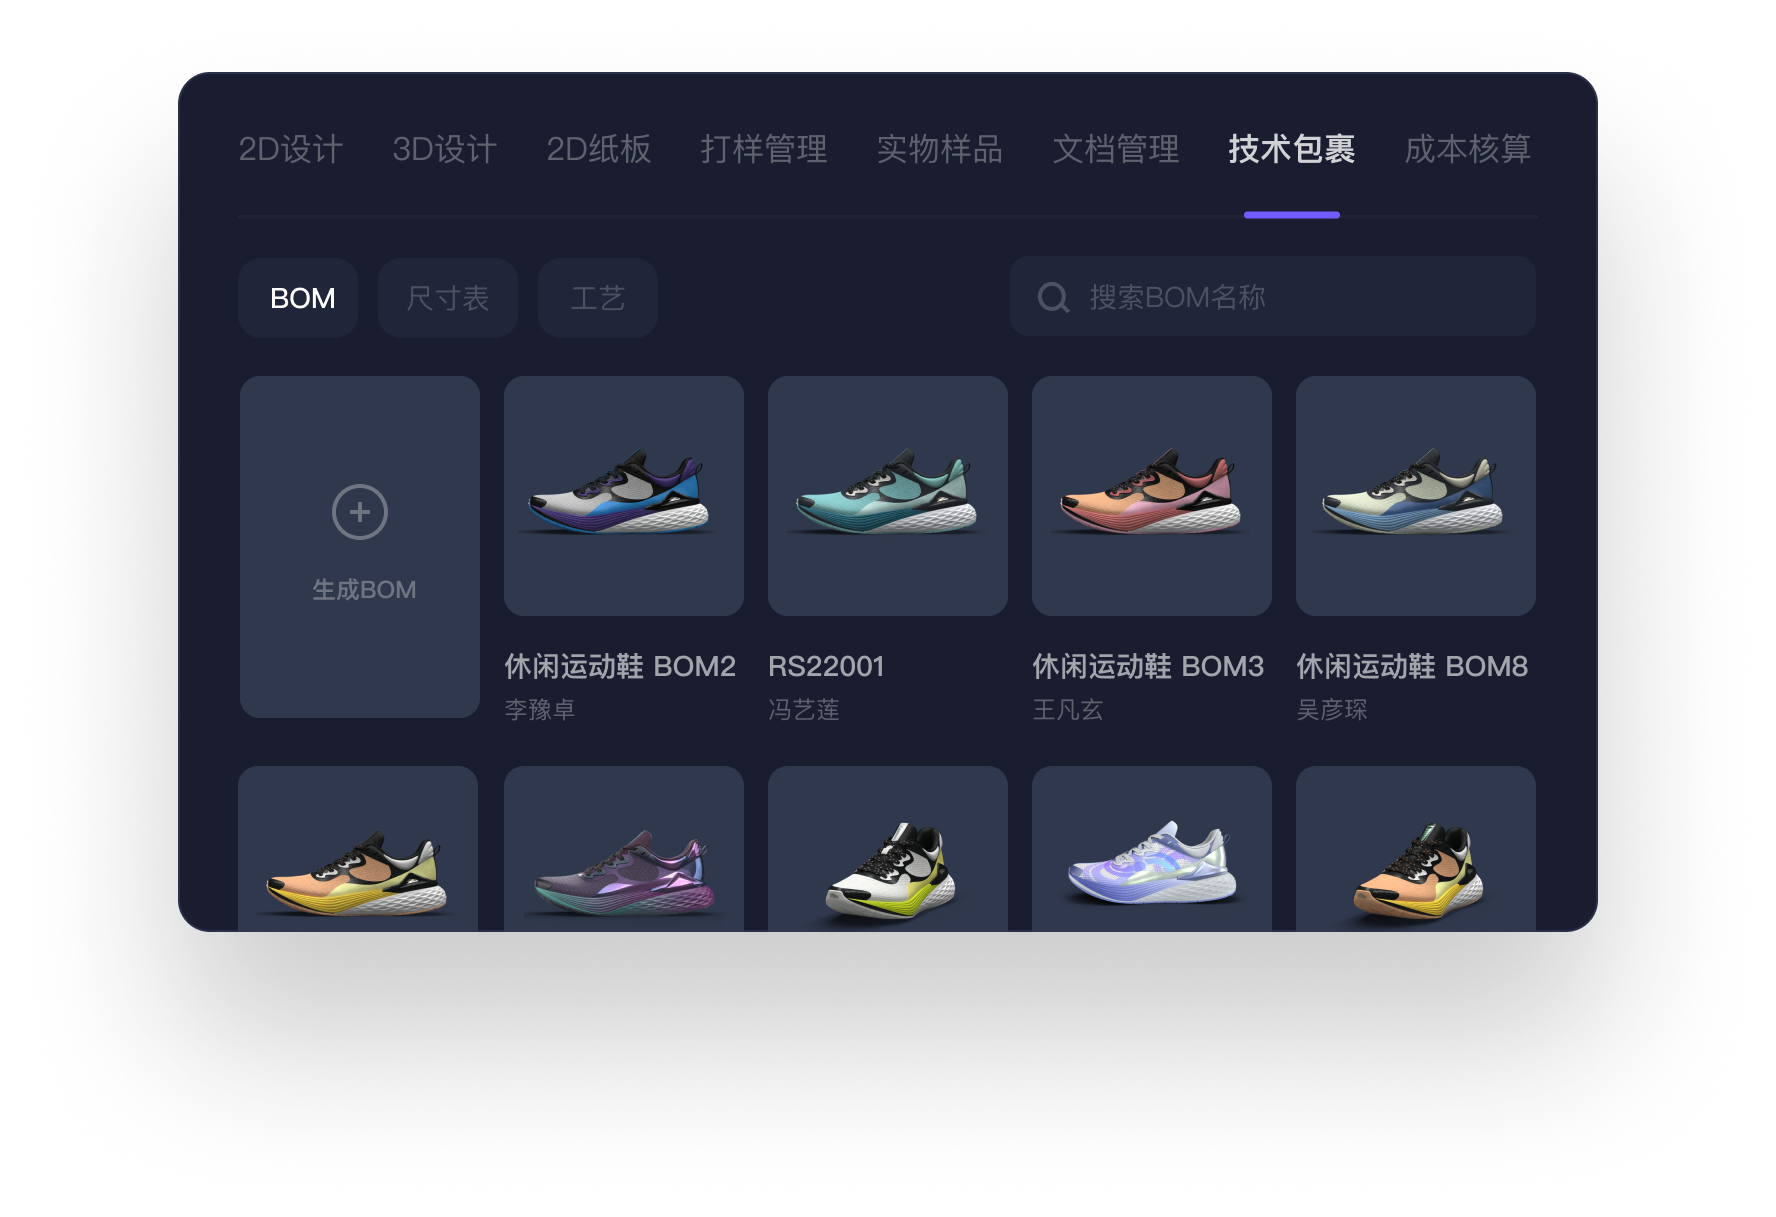 2D设计 3D设计 2D纸板 打样管理 实物样品 文档管理 技术包裹 成本核算
BOM 尺寸表 工艺 搜索BOM名称
生成BOM
休闲运动鞋 BOM2 RS22001 休闲运动鞋 BOM3 休闲运动鞋 BOM8
李豫卓 冯艺莲 王凡玄 吴彦琛